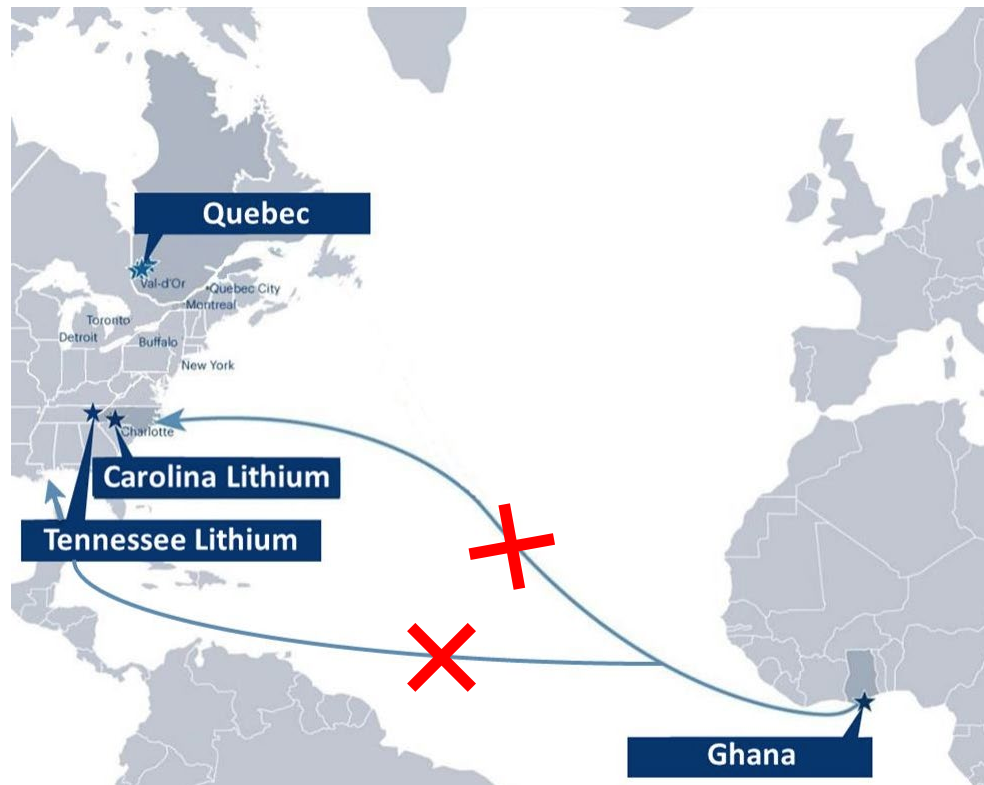 Quebec
Val-d'Or
Quebec City
Montreal
Toronto
Detroit
Buffalo
New York
Charlotte
Carolina Lithium
Tennessee Lithium
Ghana